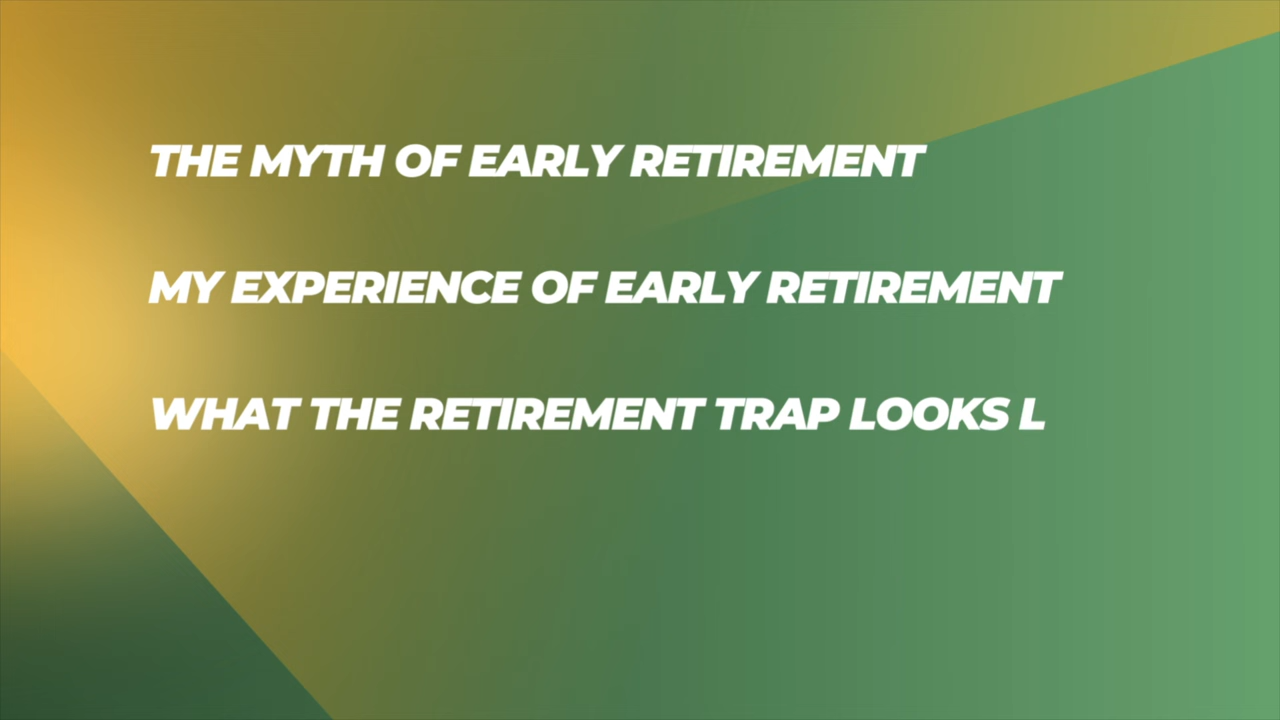 THE MYTH OF EARLY RETIREMENT
MY EXPERIENCE OF EARLY RETIREMENT
WHAT THE RETIREMENT TRAP LOOKS L